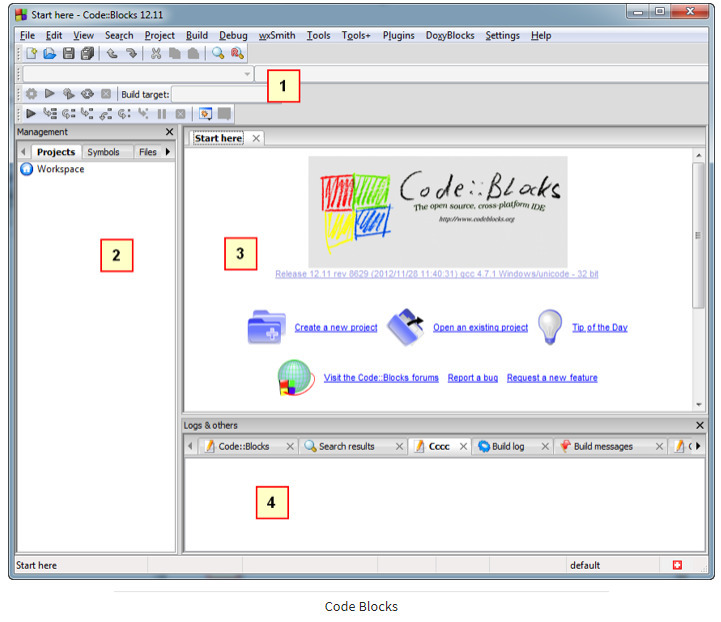 Start here - Code::Blocks 12.11
File Edit View Search Project Build Debug wxSmith Tools Tools+ Plugins DoxyBlocks Settings Help
1
Build target:
Management
Projects Symbols Files
Workspace
2
Start here
Code::Blocks
The open source, cross-platform IDE
http://www.codeblocks.org
3
Release 12.11 rev 8629 (2012/11/28 11:40:31) gcc 4.7.1 Windows/unicode - 32 bit
Create a new project Open an existing project Tip of the Day
Visit the Code::Blocks forums Report a bug Request a new feature
Logs & others
Code::Blocks Search results Cccc Build log Build messages
4
Start here default
Code Blocks